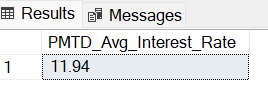 Results Messages
PMTD_Avg_Interest_Rate
1 11.94